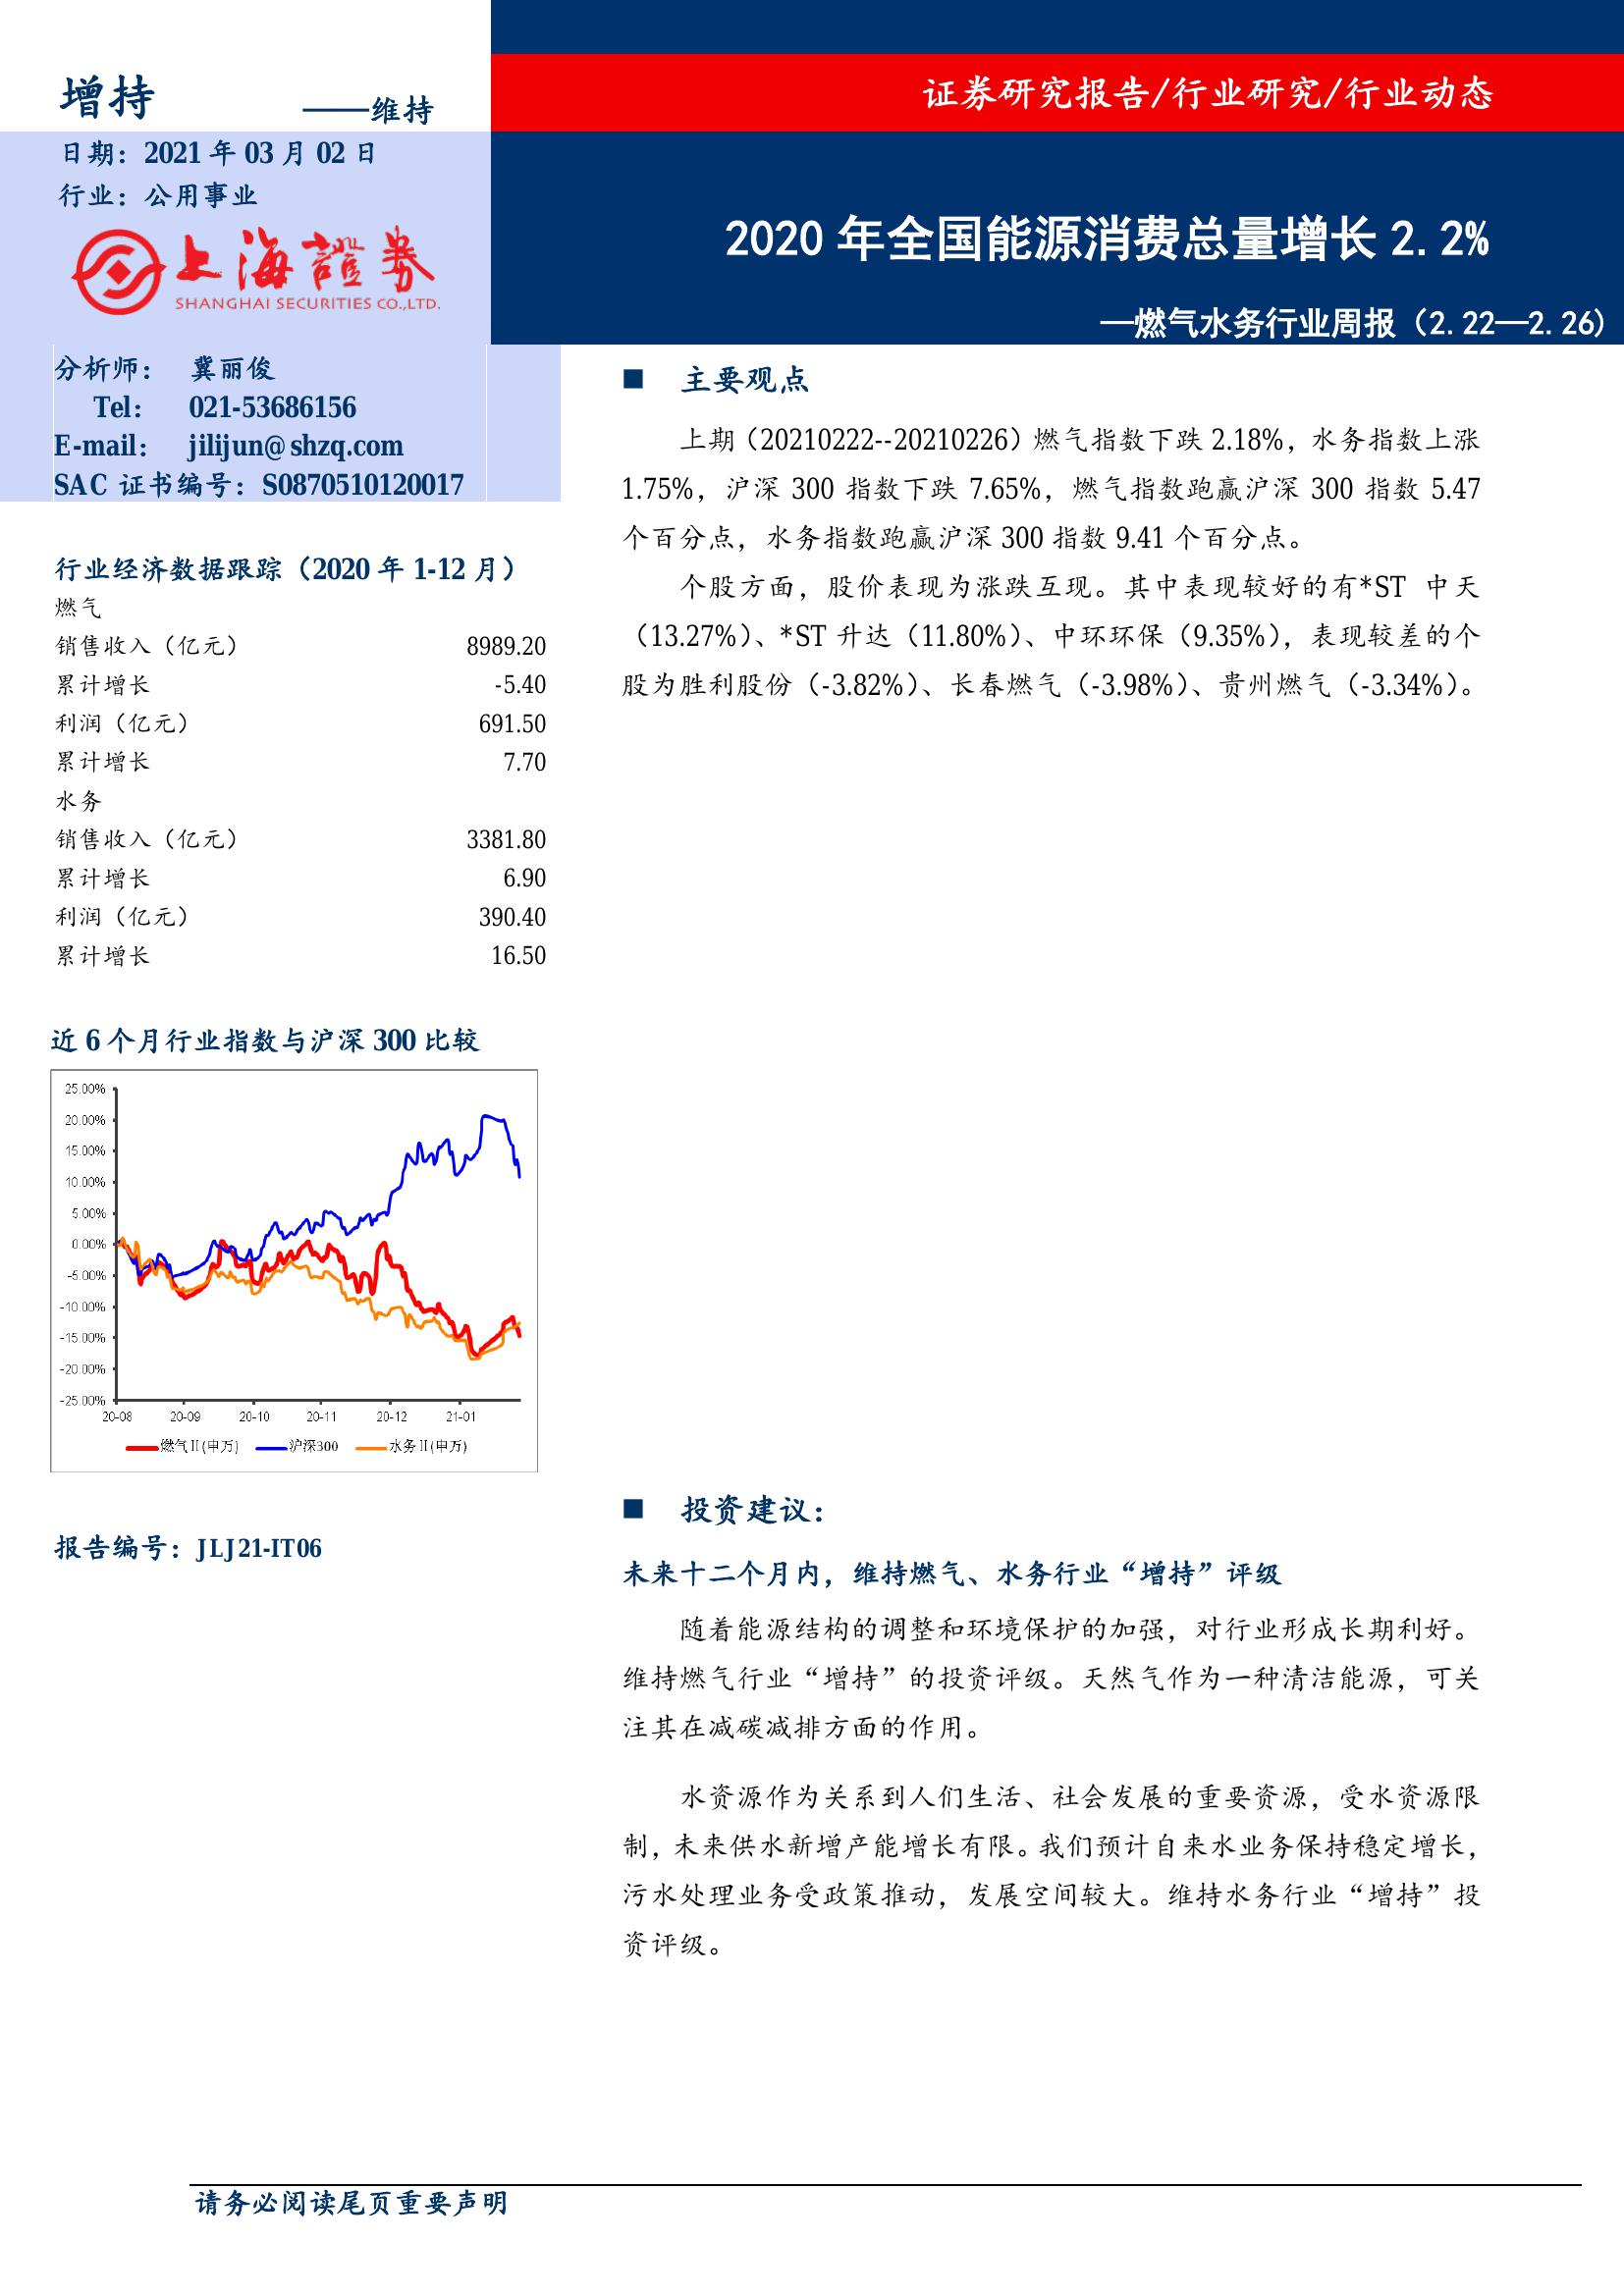 增持
——维持
日期：2021 年 03 月 02 日
行业：公用事业
上海證券
SHANGHAI SECURITIES CO.,LTD.
证券研究报告/行业研究/行业动态
2020 年全国能源消费总量增长 2.2%
—燃气水务行业周报（2.22—2.26）
分析师： 冀丽俊
Tel： 021-53686156
E-mail： jilijun@shzq.com
SAC 证书编号：S0870510120017
行业经济数据跟踪（2020 年 1-12 月）
燃气
销售收入（亿元） 8989.20
累计增长 -5.40
利润（亿元） 691.50
累计增长 7.70
水务
销售收入（亿元） 3381.80
累计增长 6.90
利润（亿元） 390.40
累计增长 16.50
近 6 个月行业指数与沪深 300 比较
25.00%
20.00%
15.00%
10.00%
5.00%
0.00%
-5.00%
-10.00%
-15.00%
-20.00%
-25.00%
20-08 20-09 20-10 20-11 20-12 21-01
燃气Ⅱ(申万) 沪深300 水务Ⅱ(申万)
报告编号：JLJ21-IT06
■ 主要观点
上期（20210222--20210226）燃气指数下跌 2.18%，水务指数上涨
1.75%，沪深 300 指数下跌 7.65%，燃气指数跑赢沪深 300 指数 5.47
个百分点，水务指数跑赢沪深 300 指数 9.41 个百分点。
个股方面，股价表现为涨跌互现。其中表现较好的有*ST 中天
（13.27%）、*ST 升达（11.80%）、中环环保（9.35%），表现较差的个
股为胜利股份（-3.82%）、长春燃气（-3.98%）、贵州燃气（-3.34%）。
■ 投资建议：
未来十二个月内，维持燃气、水务行业“增持”评级
随着能源结构的调整和环境保护的加强，对行业形成长期利好。
维持燃气行业“增持”的投资评级。天然气作为一种清洁能源，可关
注其在减碳减排方面的作用。
水资源作为关系到人们生活、社会发展的重要资源，受水资源限
制，未来供水新增产能增长有限。我们预计自来水业务保持稳定增长，
污水处理业务受政策推动，发展空间较大。维持水务行业“增持”投
资评级。
请务必阅读尾页重要声明